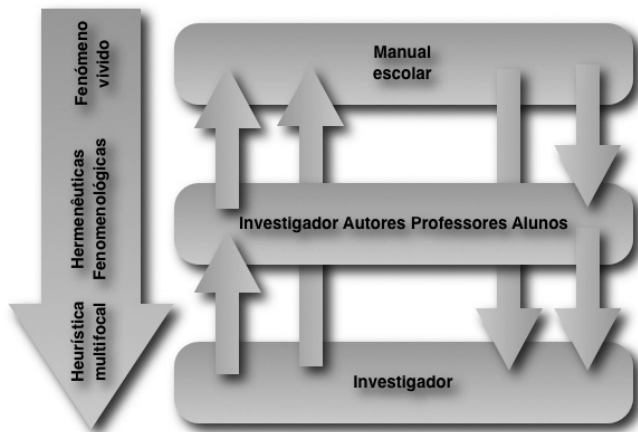 Fenómeno
vivido
Hermenêuticas
Fenomenológicas
Heurística
multifocal
Manual
escolar
Investigador Autores Professores Alunos
Investigador